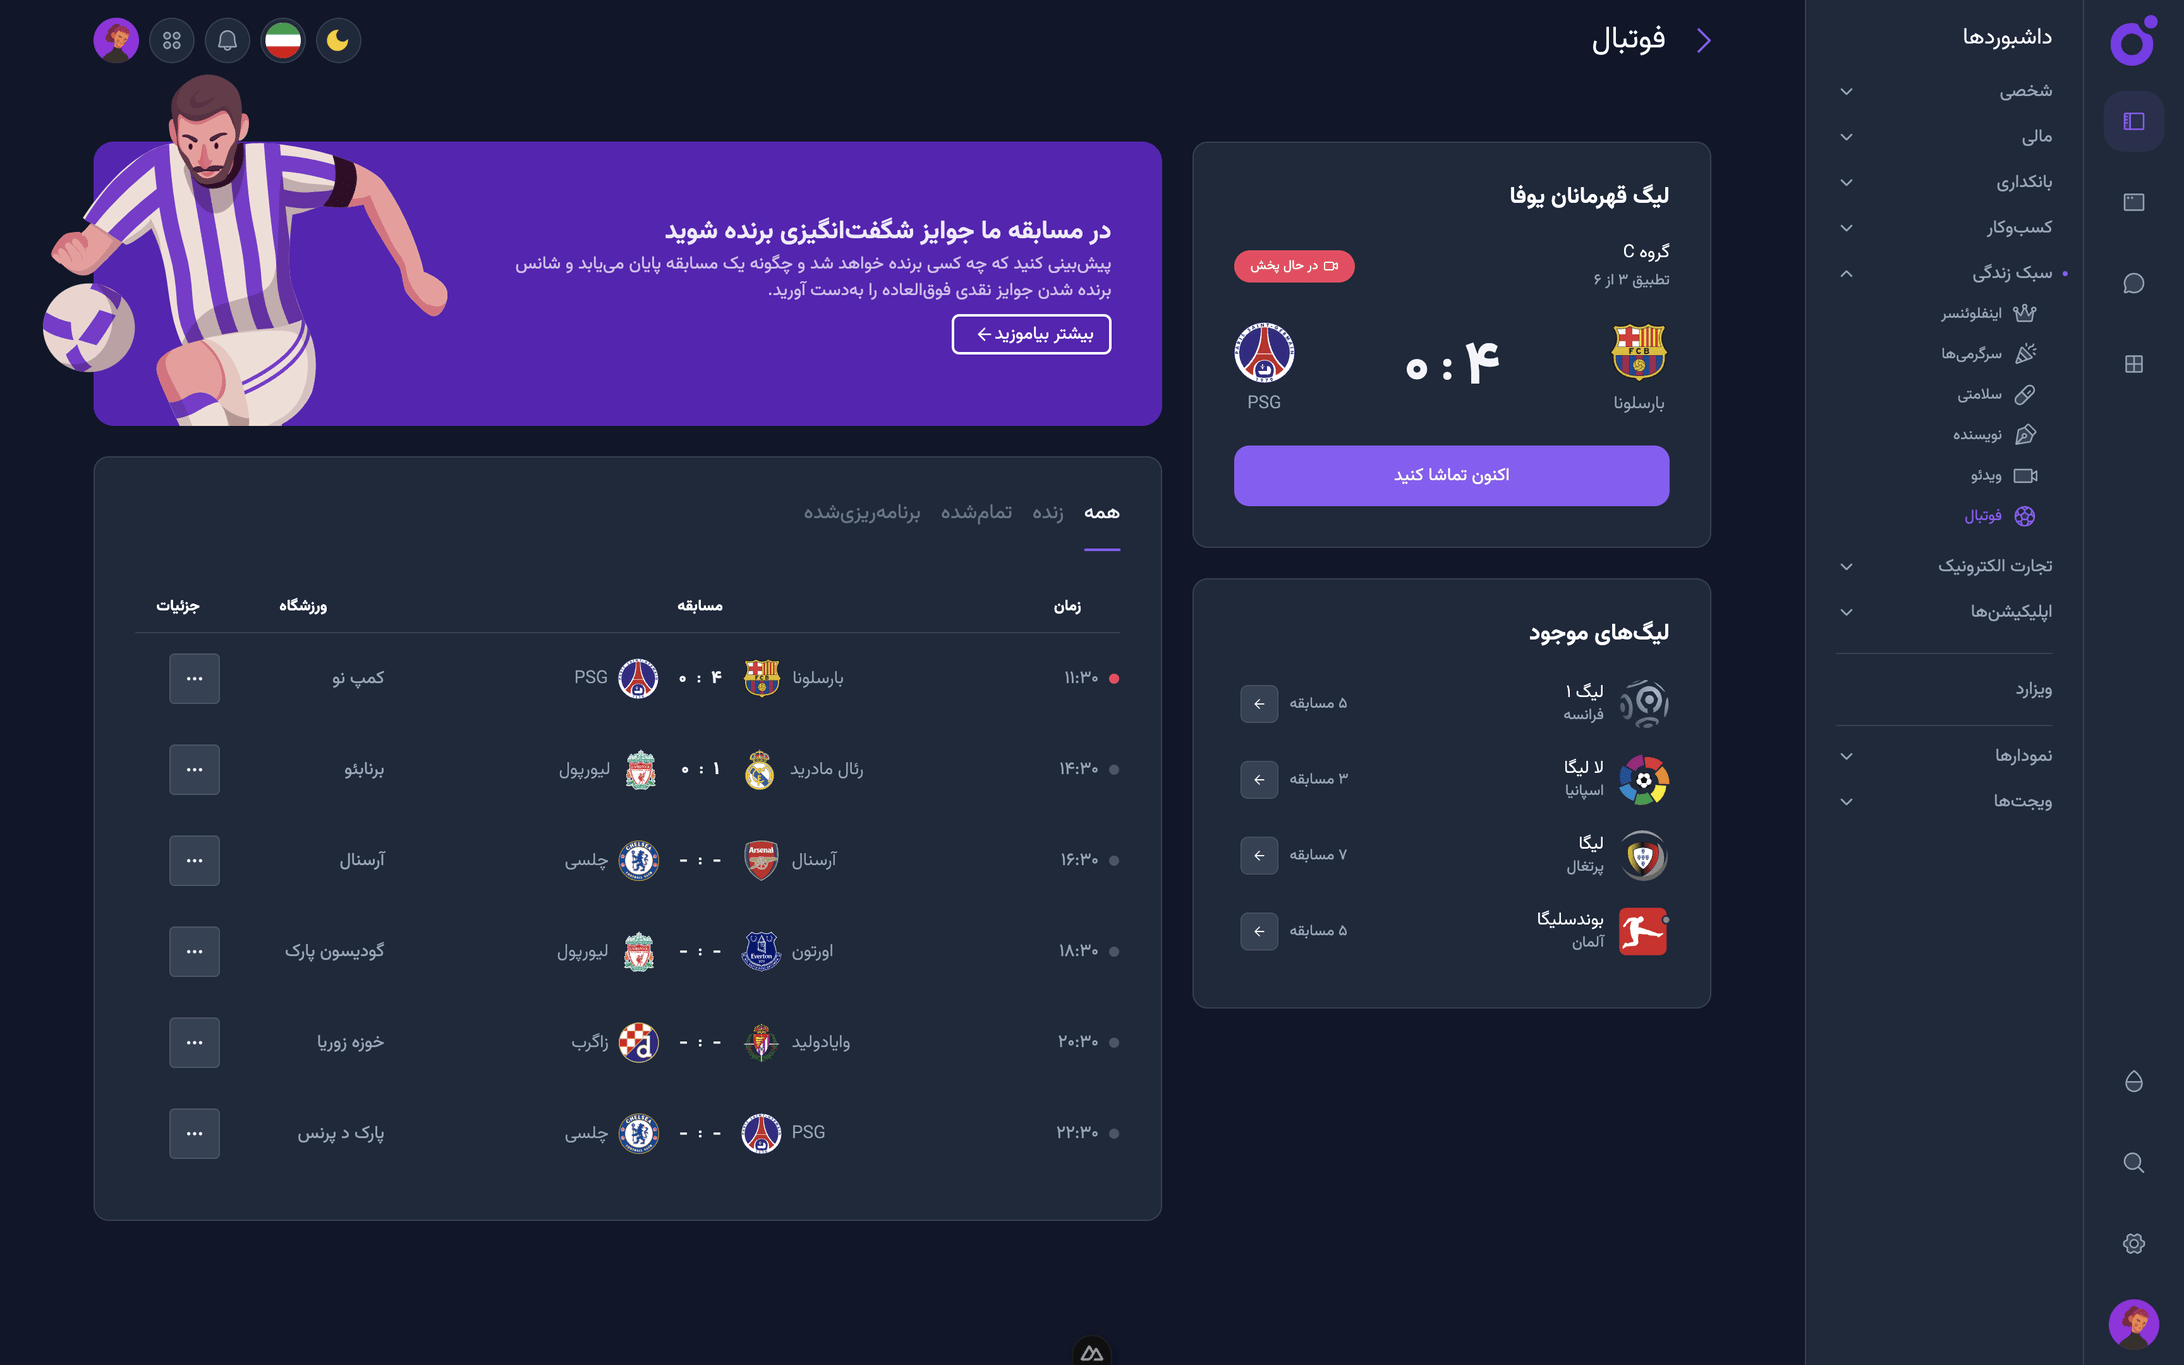 داشبوردها
شخصی
مالی
بانکداری
کسب‌وکار
سبک زندگی
اینفلوئنسر
سرگرمی‌ها
سلامتی
نویسنده
ویدئو
فوتبال
تجارت الکترونیک
اپلیکیشن‌ها
ویزارد
نمودارها
ویجت‌ها
فوتبال
لیگ قهرمانان یوفا
گروه C
تطبیق ۳ از ۶
در حال پخش
۴ : ۰
بارسلونا
PSG
اکنون تماشا کنید
لیگ‌های موجود
لیگ ۱
فرانسه
۵ مسابقه
لا لیگا
اسپانیا
۳ مسابقه
لیگا
پرتغال
۷ مسابقه
بوندسلیگا
آلمان
۵ مسابقه
در مسابقه ما جوایز شگفت‌انگیزی برنده شوید
پیش‌بینی کنید که چه کسی برنده خواهد شد و چگونه یک مسابقه پایان می‌یابد و شانس
برنده شدن جوایز نقدی فوق‌العاده را به‌دست آورید.
بیشتر بیاموزید
همه زنده تمام‌شده برنامه‌ریزی‌شده
زمان مسابقه ورزشگاه جزئیات
۱۱:۳۰ بارسلونا ۴ : ۰ PSG کمپ نو
۱۴:۳۰ رئال مادرید ۱ : ۰ لیورپول برنابئو
۱۶:۳۰ آرسنال - : - چلسی آرسنال
۱۸:۳۰ اورتون - : - لیورپول گودیسون پارک
۲۰:۳۰ وایادولید - : - زاگرب خوزه زوریا
۲۲:۳۰ PSG - : - چلسی پارک د پرنس